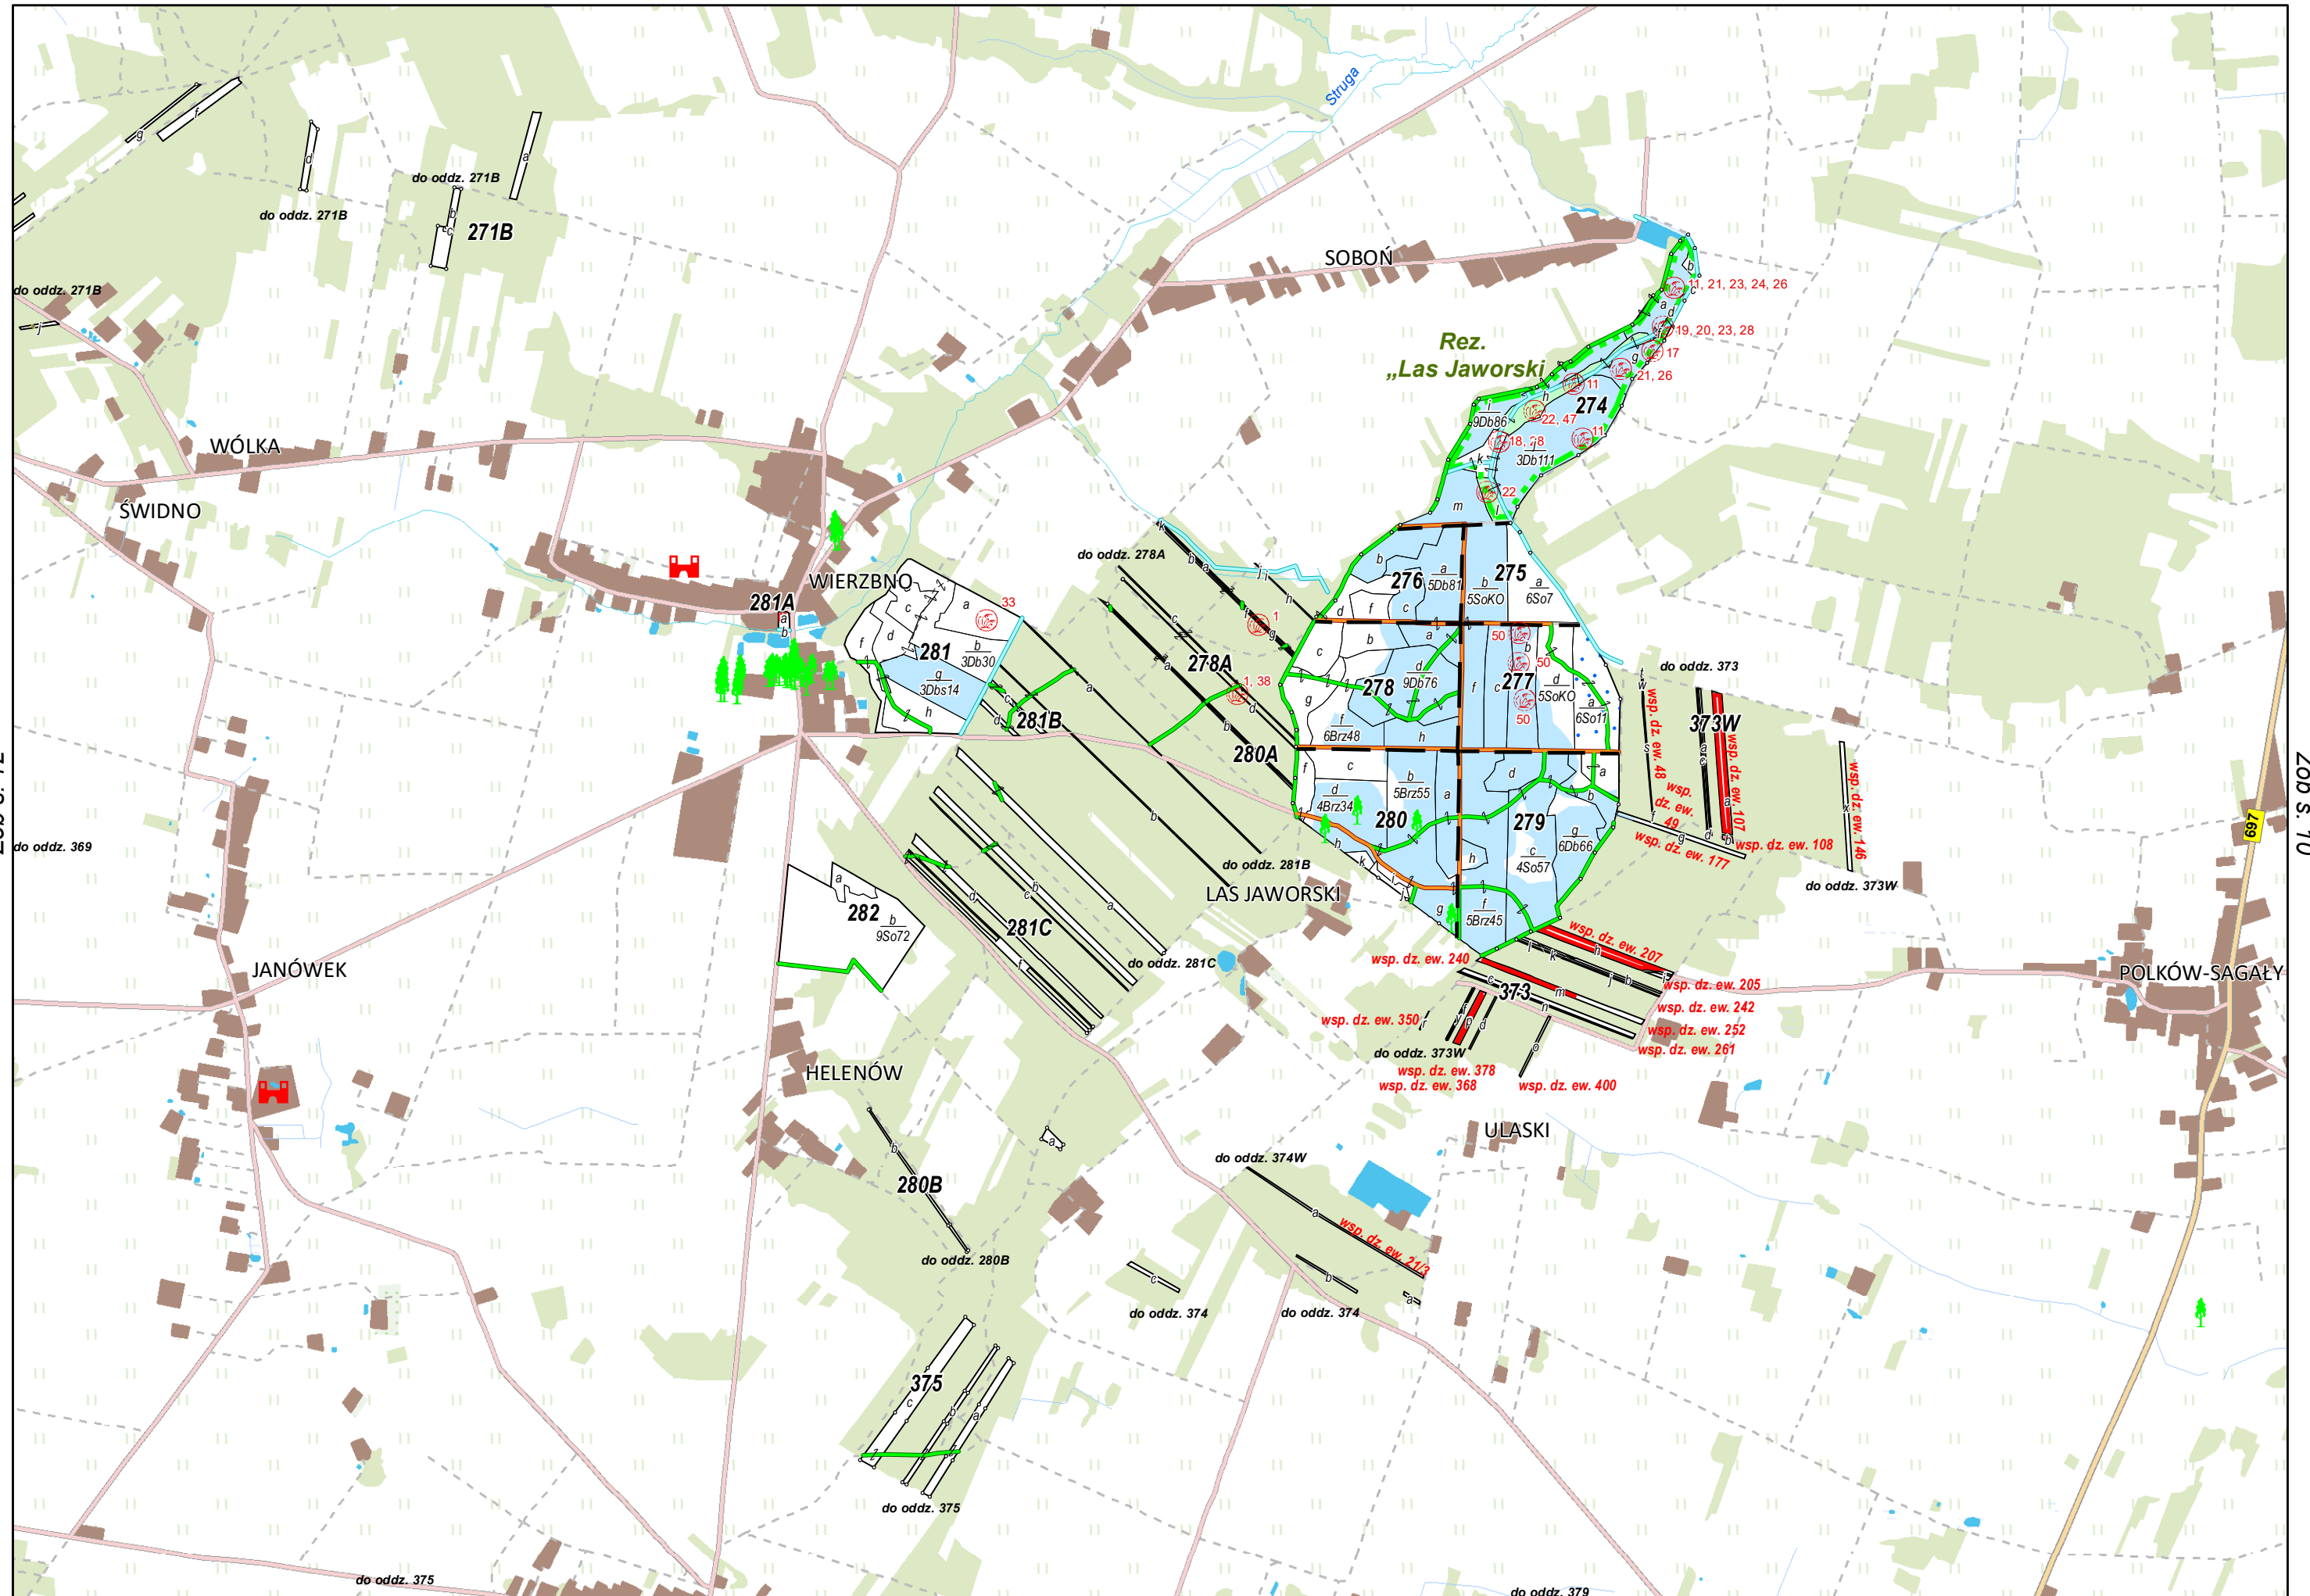 Struga
g
f
d
a
do oddz. 271B
b
c
do oddz. 271B
271B
SOBOŃ
do oddz. 271B
j
b
11, 21, 23, 24, 26
c
a
d
19, 20, 23, 28
Rez.
„Las Jaworski
g
17
21, 26
11
h
274
i
9Db86
22, 47
11
18, 28
j
3Db111
k
22
l
m
WÓLKA
ŚWIDNO
WIERZBNO
281A
a
b
k
do oddz. 278A
b
a
j
i
h
f
1
g
c
278A
a
1, 38
d
b
280A
b
276
a
5Db81
d
f
c
275
b
5SoKO
a
6So7
c
a
33
d
f
281
b
3Db30
g
3Dbs14
h
c
d
281B
a
b
b
a
c
d
9Db76
278
g
f
6Brz48
h
f
c
50
b
50
277
50
d
5SoKO
a
6So11
do oddz. 373
t
w
s
wsp. dz. ew. 48
373W
a
c
wsp. dz. ew. 107
a
wsp.
dz. ew.
49
wsp. dz. ew. 146
x
f
g
d
b
wsp. dz. ew. 108
wsp. dz. ew. 177
do oddz. 373W
697
Zob s. 10
do oddz. 369
f
c
d
4Brz34
b
5Brz55
a
280
h
k
i
j
g
d
a
b
279
g
6Db66
c
4So57
h
f
5Brz45
do oddz. 281B
LAS JAWORSKI
a
282
b
9So72
d
b
c
a
281C
f
do oddz. 281C
JANÓWEK
POLKÓW-SAGAŁY
wsp. dz. ew. 207
h
l
k
j
b
i
wsp. dz. ew. 205
wsp. dz. ew. 240
c
m
373
n
wsp. dz. ew. 242
wsp. dz. ew. 252
wsp. dz. ew. 261
wsp. dz. ew. 350
r
f
y
p
d
o
do oddz. 373W
wsp. dz. ew. 378
wsp. dz. ew. 368
wsp. dz. ew. 400
HELENÓW
b
a
280B
do oddz. 280B
ULASKI
do oddz. 374W
a
wsp. dz. ew. 21/3
c
b
a
do oddz. 374
do oddz. 374
375
c
b
a
do oddz. 375
do oddz. 375
do oddz. 379